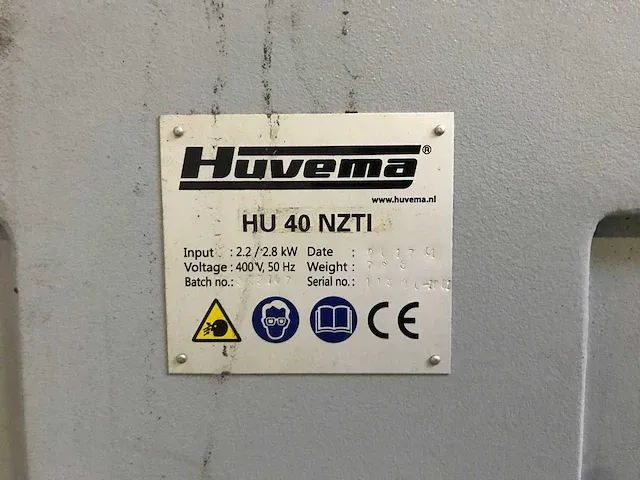 Huvema®
www.huvema.nl
HU 40 NZTI
Input : 2.2 / 2.8 kW Date :
Voltage : 400 V, 50 Hz Weight :
Batch no.: Serial no. :
CE